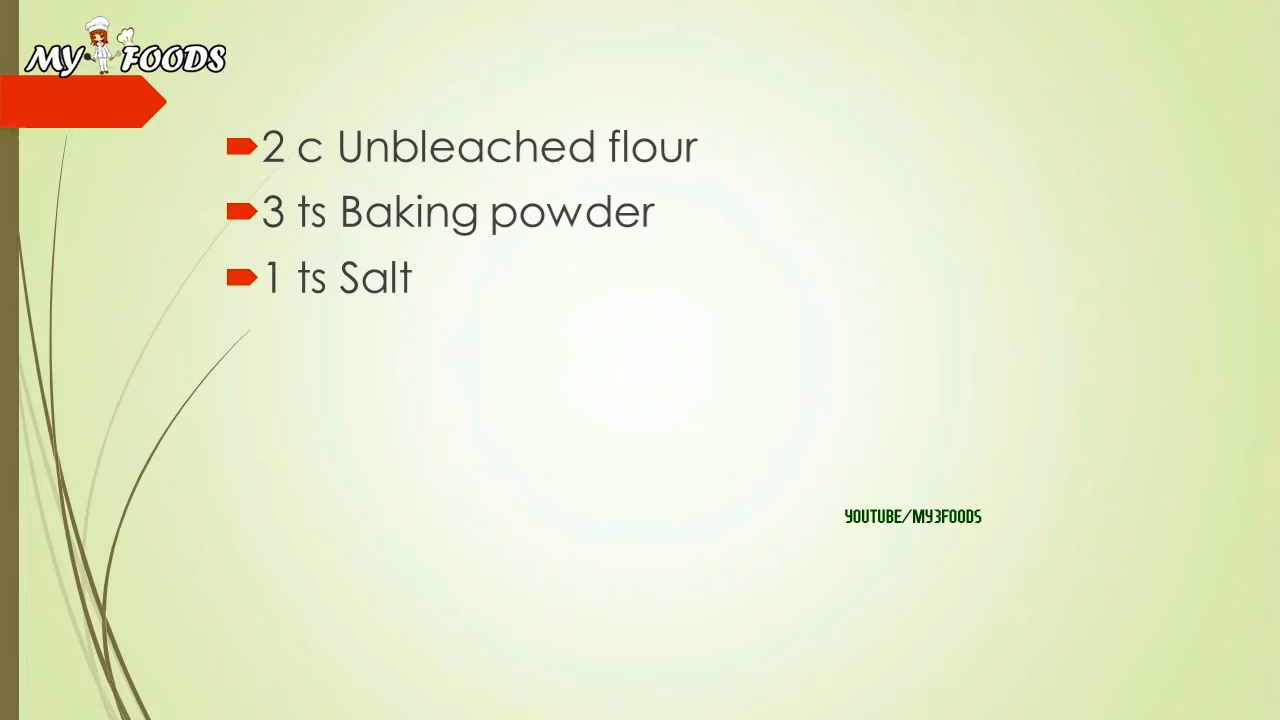 MY FOODS
2 c Unbleached flour
3 ts Baking powder
1 ts Salt
YOUTUBE/MY3FOODS